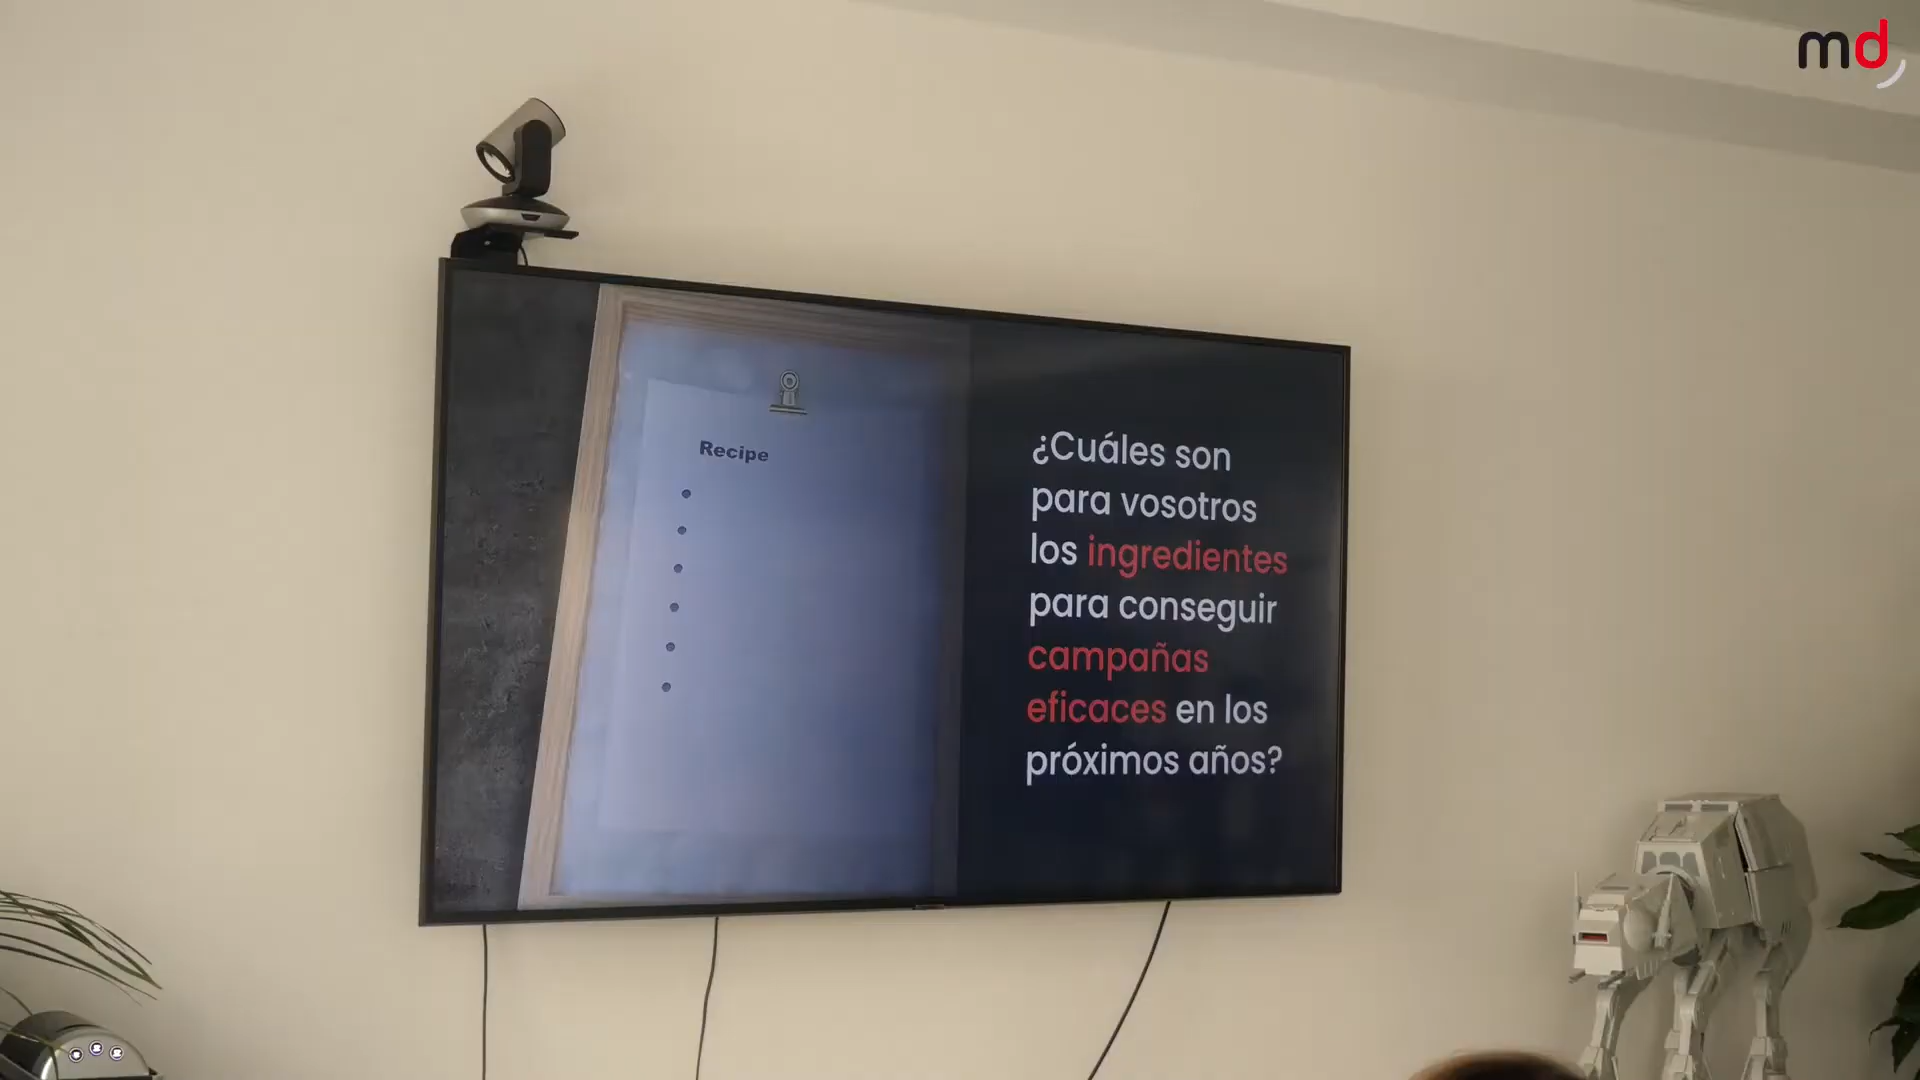 md
Recipe
¿Cuáles son
para vosotros
los ingredientes
para conseguir
campañas
eficaces en los
próximos años?